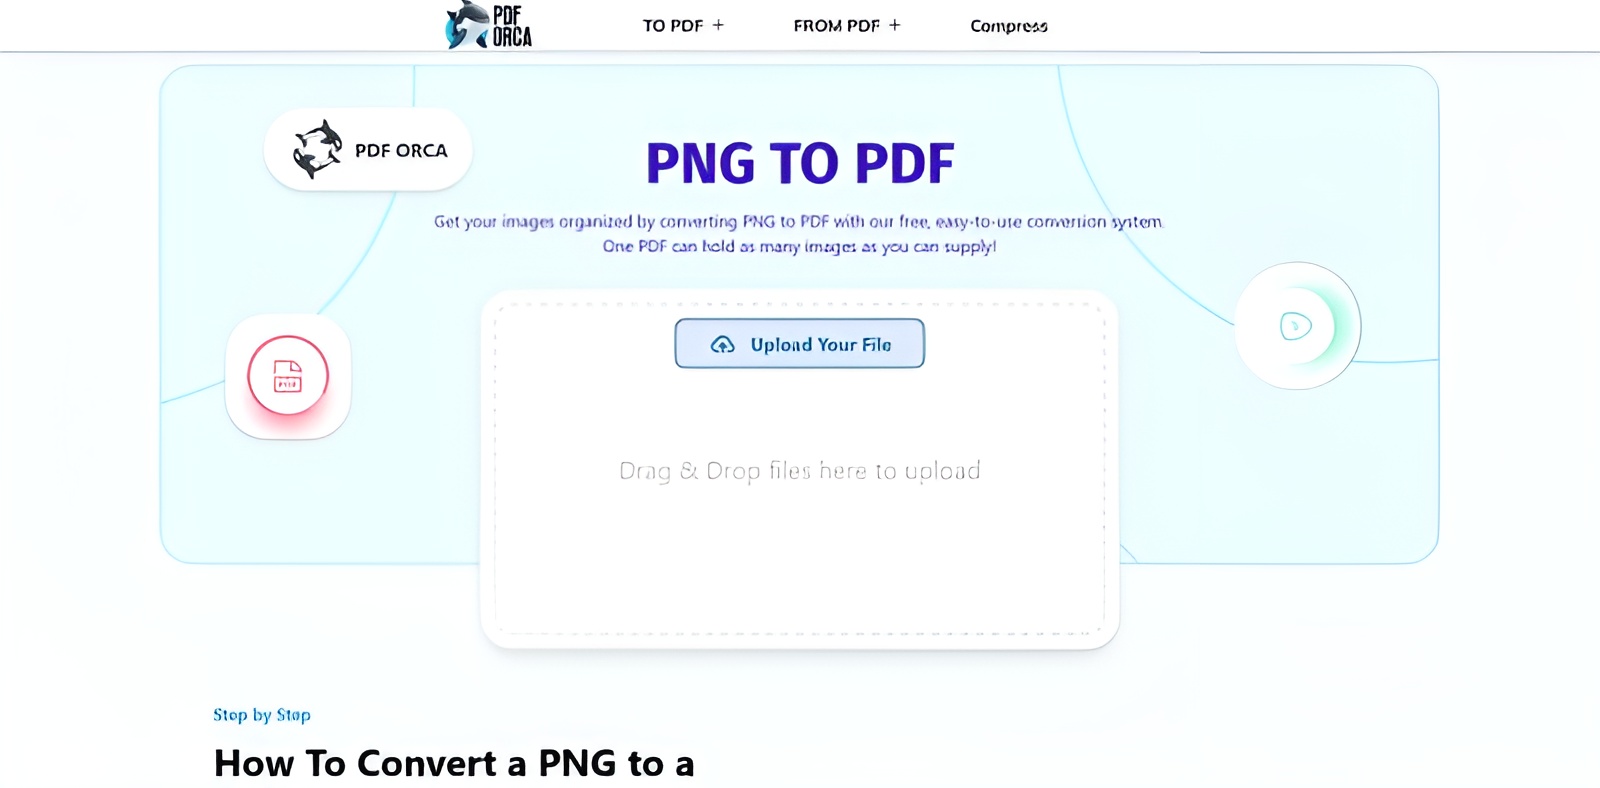 PDF
ORCA
TO PDF +
FROM PDF +
Compress
PDF ORCA
PNG TO PDF
Get your images organized by converting PNG to PDF with our free, easy-to-use conversion system.
One PDF can hold as many images as you can supply!
Upload Your File
Drag & Drop files here to upload
Step by Step
How To Convert a PNG to a